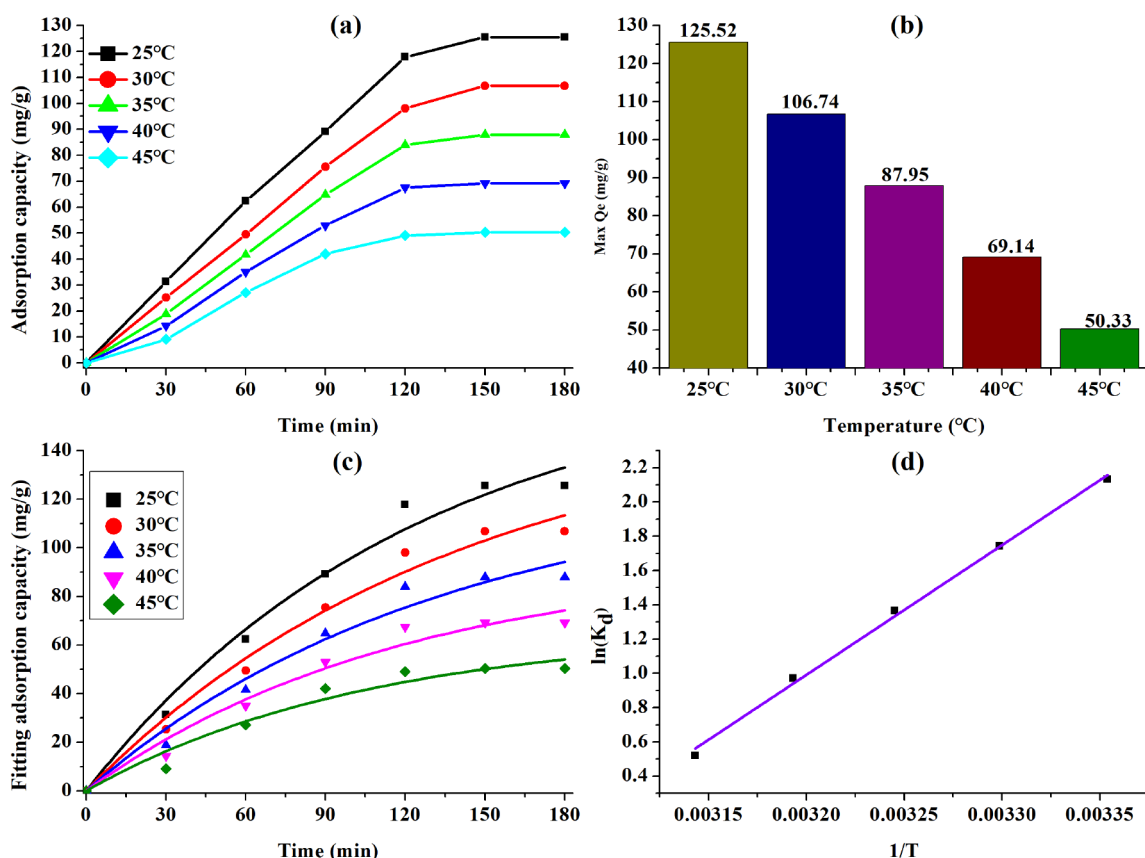 (a)
130
120
110
100
90
80
70
60
50
40
30
20
10
0
Adsorption capacity (mg/g)
25°C
30°C
35°C
40°C
45°C
0 30 60 90 120 150 180
Time (min)
(b)
130
120
110
100
90
80
70
60
50
40
Max Qe (mg/g)
125.52
106.74
87.95
69.14
50.33
25°C 30°C 35°C 40°C 45°C
Temperature (°C)
(c)
140
120
100
80
60
40
20
0
Fitting adsorption capacity (mg/g)
25°C
30°C
35°C
40°C
45°C
0 30 60 90 120 150 180
Time (min)
(d)
2.2
2.0
1.8
1.6
1.4
1.2
1.0
0.8
0.6
0.4
ln(Kd)
0.00315 0.00320 0.00325 0.00330 0.00335
1/T